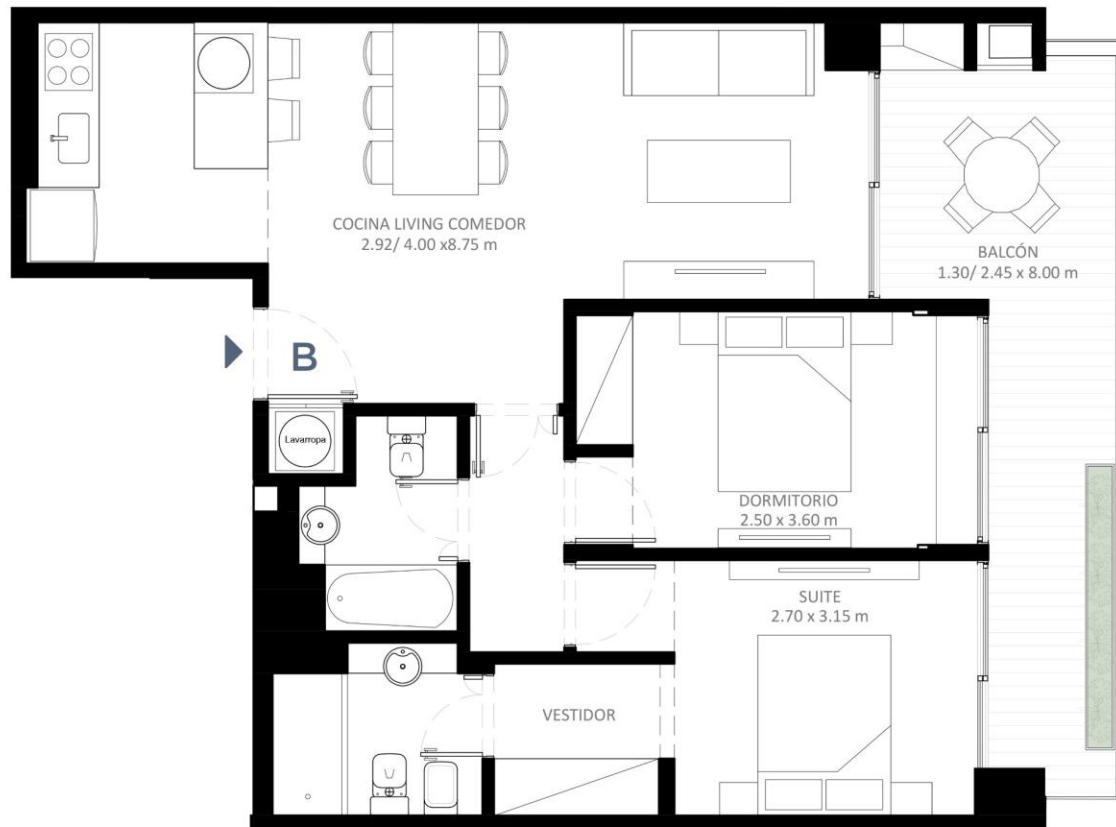 COCINA LIVING COMEDOR
2.92/ 4.00 x8.75 m
BALCÓN
1.30/ 2.45 x 8.00 m
B
Lavarropa
DORMITORIO
2.50 x 3.60 m
SUITE
2.70 x 3.15 m
VESTIDOR